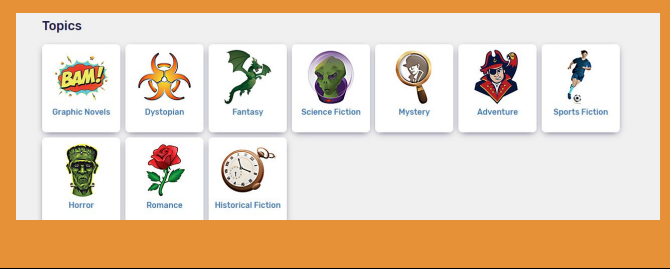 Topics
BAM!
Graphic Novels
Dystopian
Fantasy
Science Fiction
Mystery
Adventure
Sports Fiction
Horror
Romance
Historical Fiction